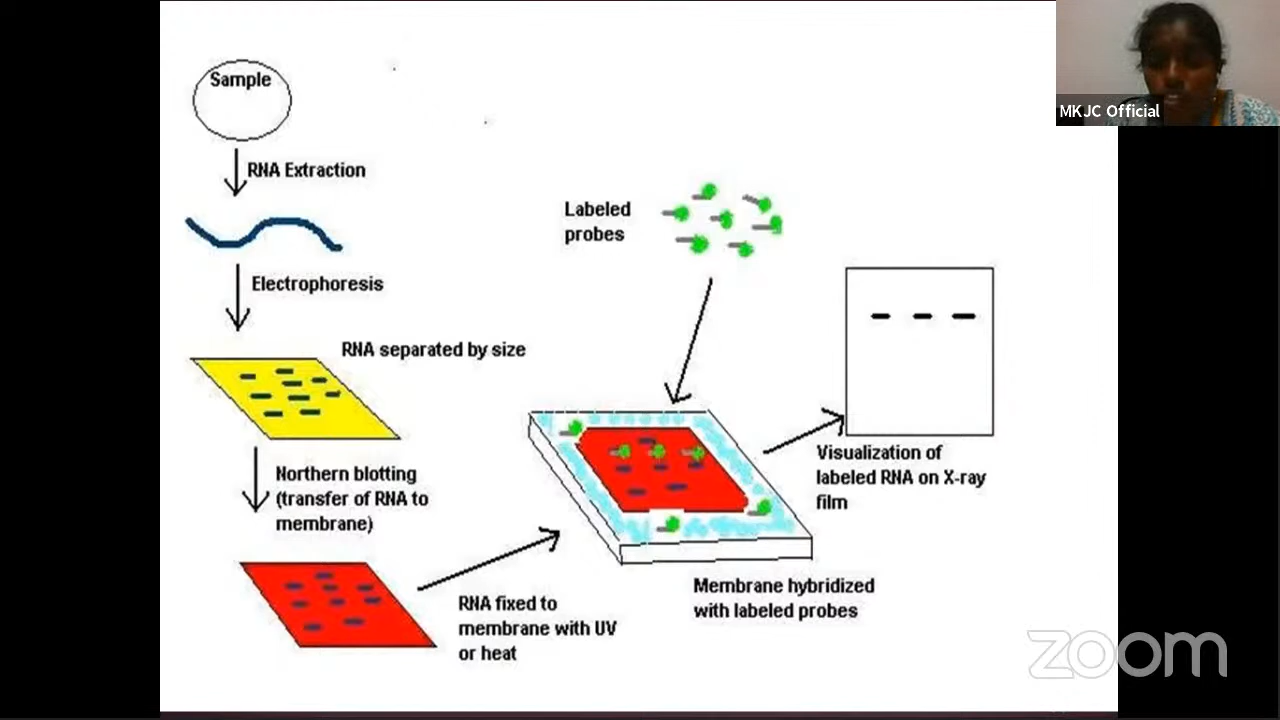 Sample
RNA Extraction
Electrophoresis
RNA separated by size
Northern blotting
(transfer of RNA to
membrane)
RNA fixed to
membrane with UV
or heat
Labeled
probes
Membrane hybridized
with labeled probes
Visualization of
labeled RNA on X-ray
film
MKJC Official
zoom